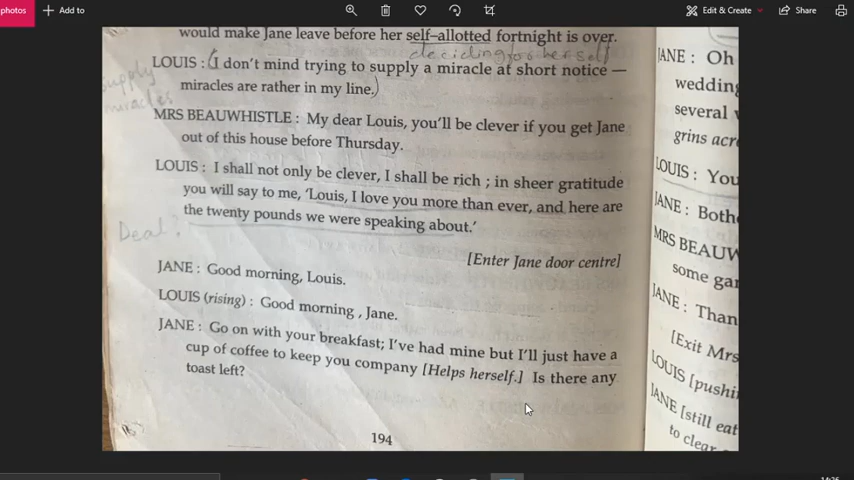 photos
Add to
Edit & Create
Share
would make Jane leave before her self-allotted fortnight is over.
deciding for her self
LOUIS : (I don't mind trying to supply a miracle at short notice —
miracles are rather in my line.)
Supply
miracles
MRS BEAUWHISTLE : My dear Louis, you'll be clever if you get Jane
out of this house before Thursday.
LOUIS : I shall not only be clever, I shall be rich ; in sheer gratitude
you will say to me, 'Louis, I love you more than ever, and here are
the twenty pounds we were speaking about.'
Deal?
[Enter Jane door centre]
JANE : Good morning, Louis.
LOUIS (rising) : Good morning , Jane.
JANE : Go on with your breakfast; I've had mine but I'll just have a
cup of coffee to keep you company [Helps herself.] Is there any
toast left?
194
JANE : Oh
wedding
several
grins acr
LOUIS : You
JANE : Both
MRS BEAUW
some gar
JANE : Than
[Exit Mrs
LOUIS [pushi
JANE [still eat
to clear